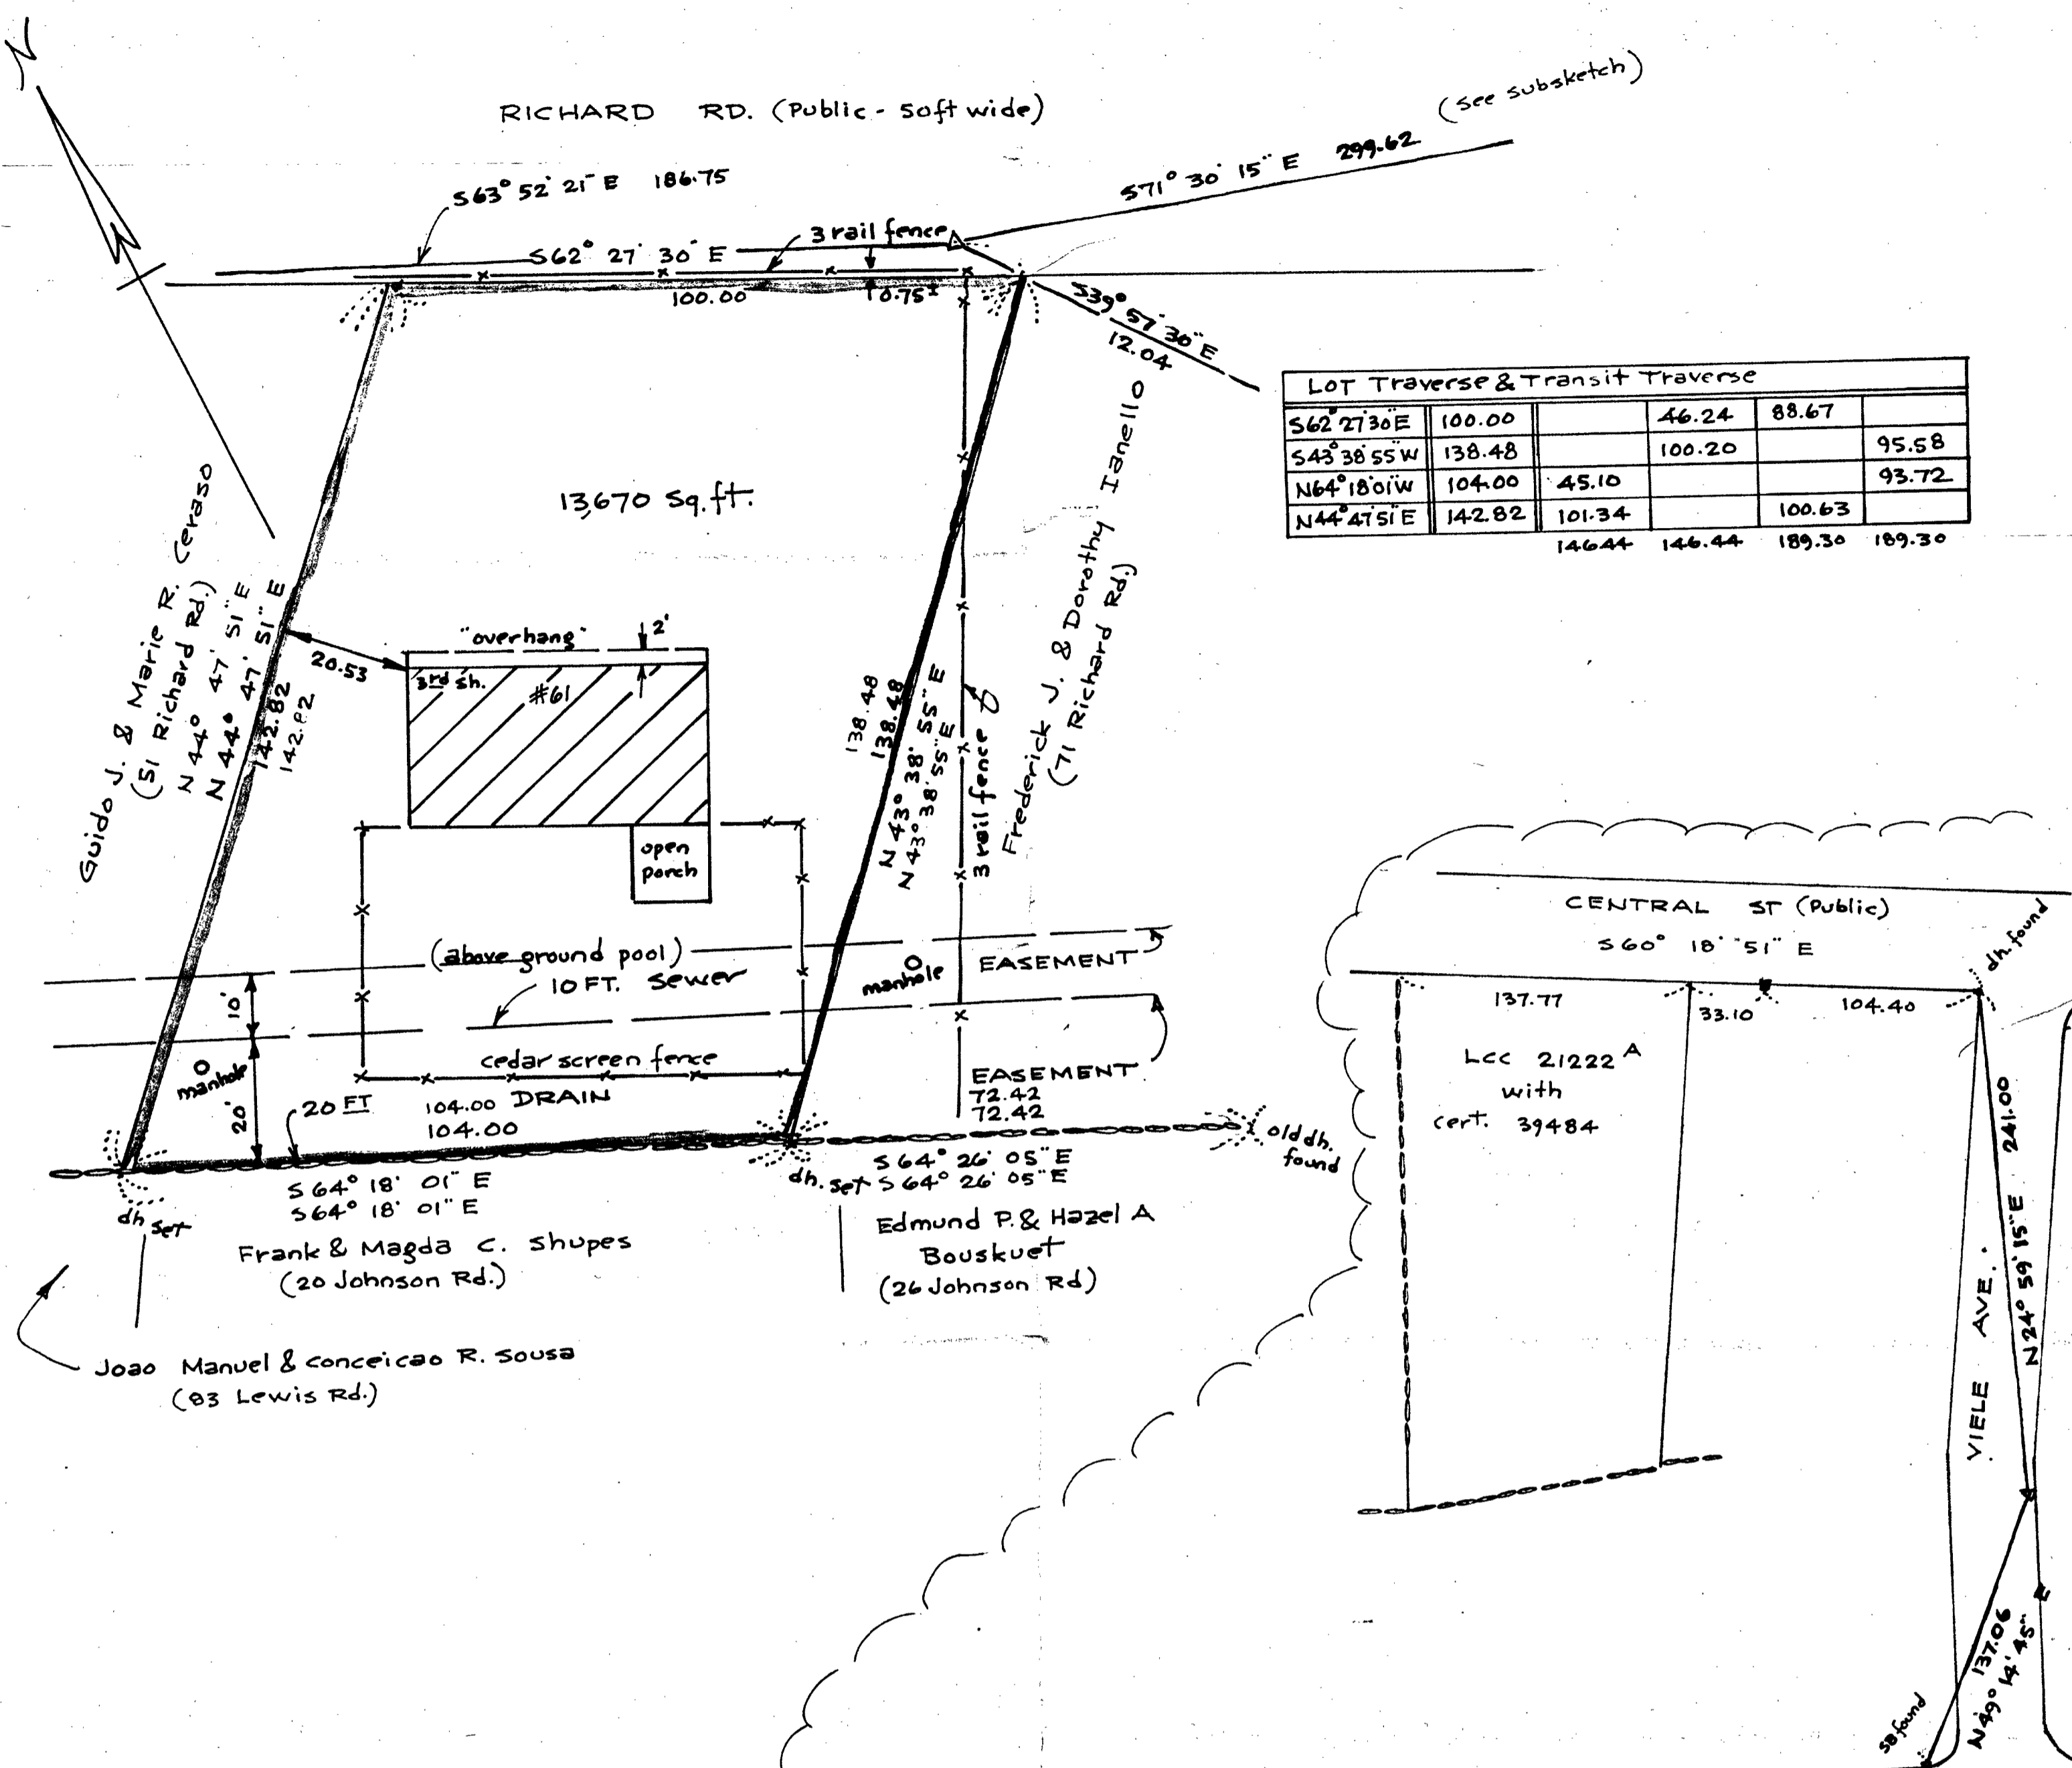 N
RICHARD RD. (Public - 50ft wide)
(see subsketch)
S71° 30' 15" E 299.62
S63° 52' 21" E 186.75
3 rail fence
S62° 27' 30" E
100.00
0.75±
S39° 57' 30" E
12.04
LOT Traverse & Transit Traverse
S62° 27' 30" E 100.00 46.24 88.67
S43° 38' 55" W 138.48 100.20 95.58
N64° 18' 01" W 104.00 45.10 93.72
N44° 47' 51" E 142.82 101.34 100.63
146.44 146.44 189.30 189.30
13,670 Sq.ft.
Guido J. & Marie R. Ceraso
(51 Richard Rd.)
N 44° 47' 51" E
N 44° 47' 51" E
142.82
142.82
20.53
"overhang"
2'
3rd sh.
#61
open
porch
138.48
138.48
N 43° 38' 55" E
N 43° 38' 55" E
3 rail fence
Frederick J. & Dorothy Ianello
(71 Richard Rd.)
(above ground pool)
10 FT. Sewer
manhole
EASEMENT
10'
cedar screen fence
manhole
20'
20 FT
DRAIN
EASEMENT
104.00
104.00
72.42
72.42
old dh.
found
S 64° 18' 01" E
S 64° 18' 01" E
dh. set
S 64° 26' 05" E
S 64° 26' 05" E
dh set
Frank & Magda C. Shupes
(20 Johnson Rd.)
Edmund P. & Hazel A
Bouskuet
(26 Johnson Rd)
Joao Manuel & Conceicao R. Sousa
(83 Lewis Rd.)
CENTRAL ST (Public)
S 60° 18' 51" E
dh. found
137.77
33.10
104.40
LCC 21222 A
with
cert. 39484
VIELE AVE.
N24° 59' 15" E 241.00
137.06
N49° 14' 45" E
SB found